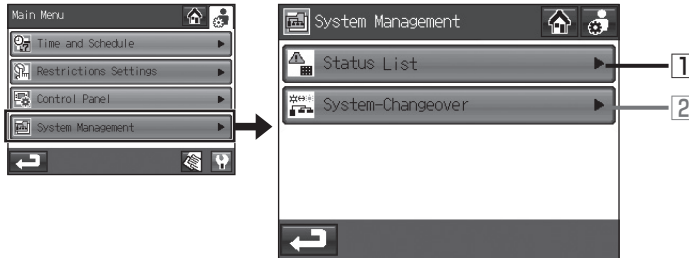 Main Menu
Time and Schedule
Restrictions Settings
Control Panel
System Management
System Management
Status List
System-Changeover
1
2